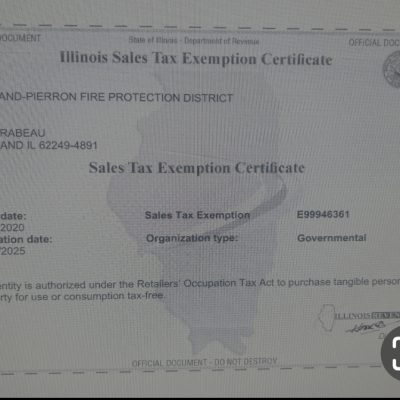 DOCUMENT
State of Illinois - Department of Revenue
OFFICIAL DOC
Illinois Sales Tax Exemption Certificate
AND-PIERRON FIRE PROTECTION DISTRICT
RABEAU
AND IL 62249-4891
Sales Tax Exemption Certificate
date: Sales Tax Exemption E99946361
2020
ation date: Organization type: Governmental
/2025
entity is authorized under the Retailers' Occupation Tax Act to purchase tangible person
erty for use or consumption tax-free.
ILLINOIS REVEN
OFFICIAL DOCUMENT - DO NOT DESTROY